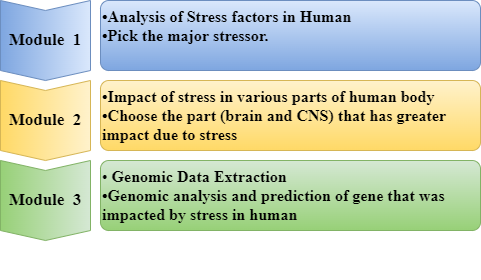 Module 1
•Analysis of Stress factors in Human
•Pick the major stressor.
Module 2
•Impact of stress in various parts of human body
•Choose the part (brain and CNS) that has greater
impact due to stress
Module 3
• Genomic Data Extraction
•Genomic analysis and prediction of gene that was
impacted by stress in human